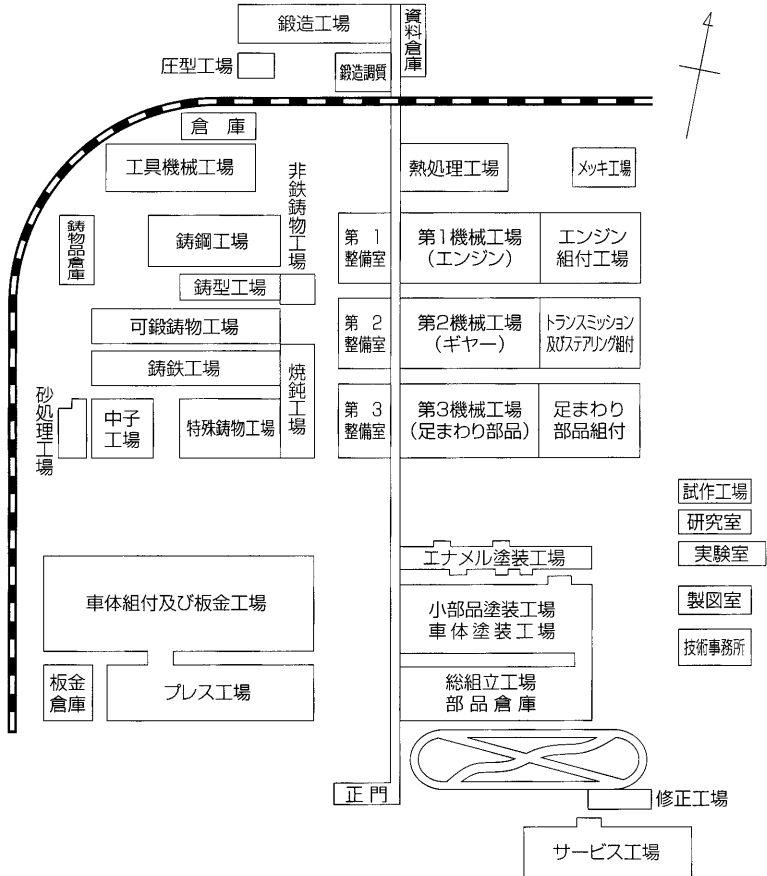 鍛造工場
資料倉庫
圧型工場
鍛造調質
倉庫
工具機械工場
非鉄鋳物工場
熱処理工場
メッキ工場
鋳物品倉庫
鋳鋼工場
第1
整備室
第1機械工場
(エンジン)
エンジン
組付工場
鋳型工場
可鍛鋳物工場
第2
整備室
第2機械工場
(ギヤー)
トランスミッション
及びステアリング組付
鋳鉄工場
焼鈍工場
砂処理工場
中子
工場
特殊鋳物工場
第3
整備室
第3機械工場
(足まわり部品)
足まわり
部品組付
試作工場
研究室
実験室
製図室
技術事務所
エナメル塗装工場
車体組付及び板金工場
小部品塗装工場
車体塗装工場
板金
倉庫
プレス工場
総組立工場
部品倉庫
正門
修正工場
サービス工場